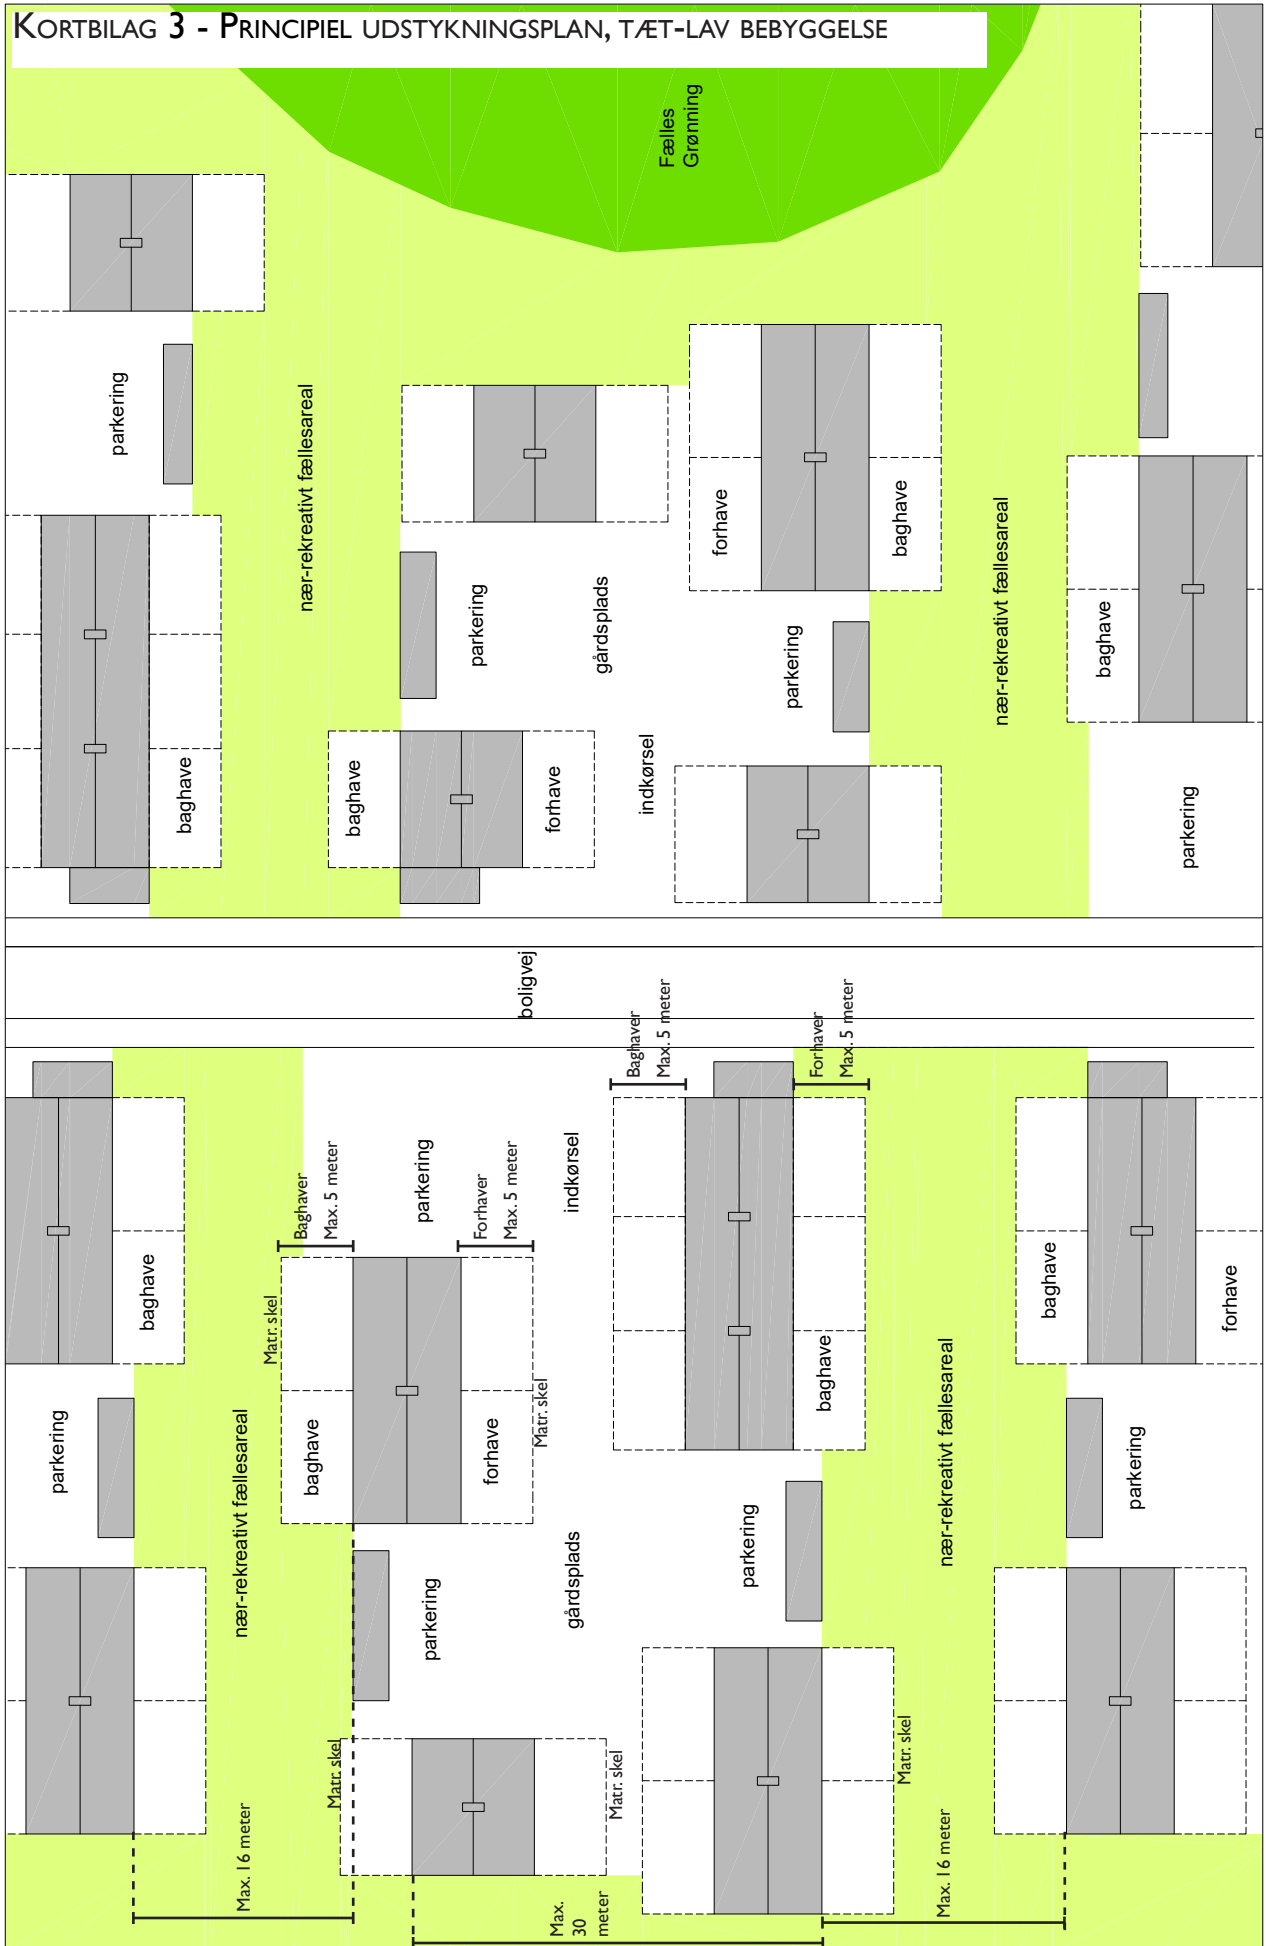 KORTBILAG 3 - PRINCIPIEL UDSTYKNINGSPLAN, TÆT-LAV BEBYGGELSE
Fælles
Grønning
parkering
nær-rekreativt fællesareal
forhave
baghave
nær-rekreativt fællesareal
parkering
gårdsplads
parkering
baghave
baghave
baghave
forhave
indkørsel
parkering
boligvej
Baghaver
Max. 5 meter
Forhaver
Max. 5 meter
Baghaver
Max. 5 meter
parkering
Forhaver
Max. 5 meter
indkørsel
baghave
Matr. skel
baghave
forhave
Matr. skel
baghave
baghave
forhave
parkering
nær-rekreativt fællesareal
nær-rekreativt fællesareal
parkering
parkering
parkering
gårdsplads
Matr. skel
Matr. skel
Matr. skel
Max. 16 meter
Max.
30
meter
Max. 16 meter